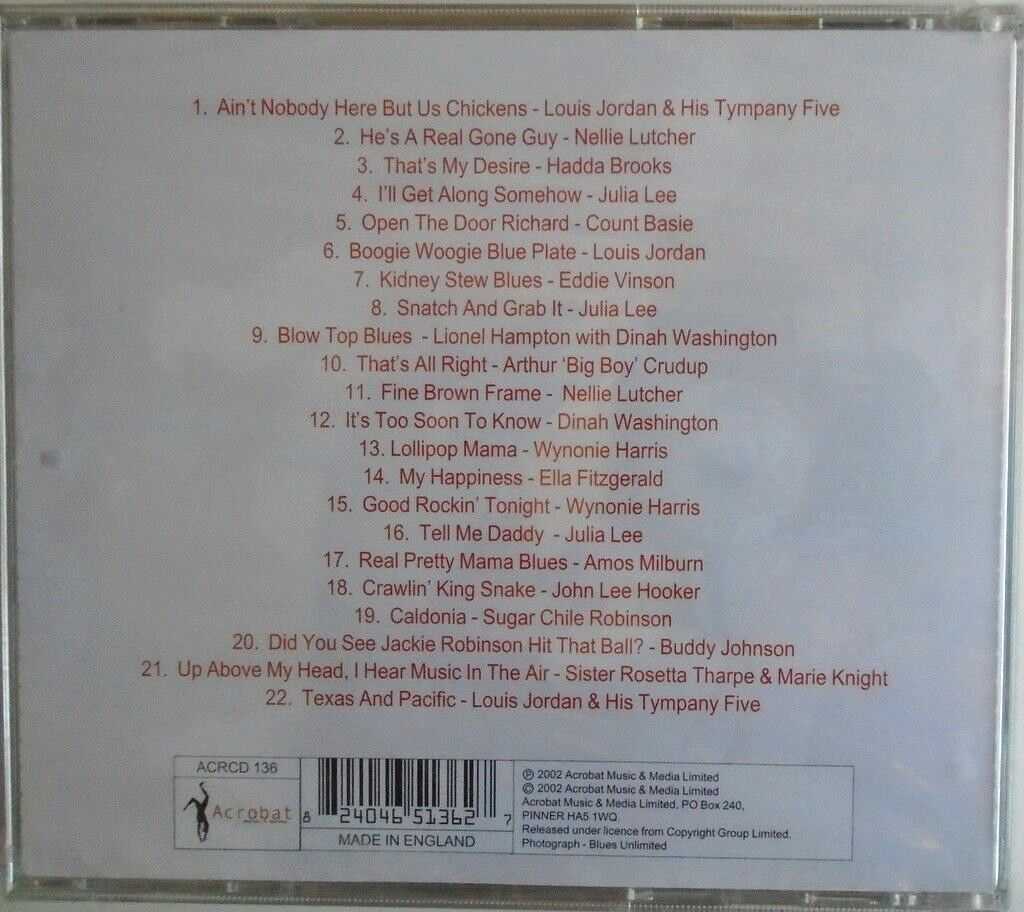 1. Ain't Nobody Here But Us Chickens - Louis Jordan & His Tympany Five
2. He's A Real Gone Guy - Nellie Lutcher
3. That's My Desire - Hadda Brooks
4. I'll Get Along Somehow - Julia Lee
5. Open The Door Richard - Count Basie
6. Boogie Woogie Blue Plate - Louis Jordan
7. Kidney Stew Blues - Eddie Vinson
8. Snatch And Grab It - Julia Lee
9. Blow Top Blues - Lionel Hampton with Dinah Washington
10. That's All Right - Arthur 'Big Boy' Crudup
11. Fine Brown Frame - Nellie Lutcher
12. It's Too Soon To Know - Dinah Washington
13. Lollipop Mama - Wynonie Harris
14. My Happiness - Ella Fitzgerald
15. Good Rockin' Tonight - Wynonie Harris
16. Tell Me Daddy - Julia Lee
17. Real Pretty Mama Blues - Amos Milburn
18. Crawlin' King Snake - John Lee Hooker
19. Caldonia - Sugar Chile Robinson
20. Did You See Jackie Robinson Hit That Ball? - Buddy Johnson
21. Up Above My Head, I Hear Music In The Air - Sister Rosetta Tharpe & Marie Knight
22. Texas And Pacific - Louis Jordan & His Tympany Five
ACRCD 136
Acrobat
8 24046 51362 7
MADE IN ENGLAND
℗ 2002 Acrobat Music & Media Limited
© 2002 Acrobat Music & Media Limited
Acrobat Music & Media Limited, PO Box 240,
PINNER HA5 1WQ.
Released under licence from Copyright Group Limited.
Photograph - Blues Unlimited